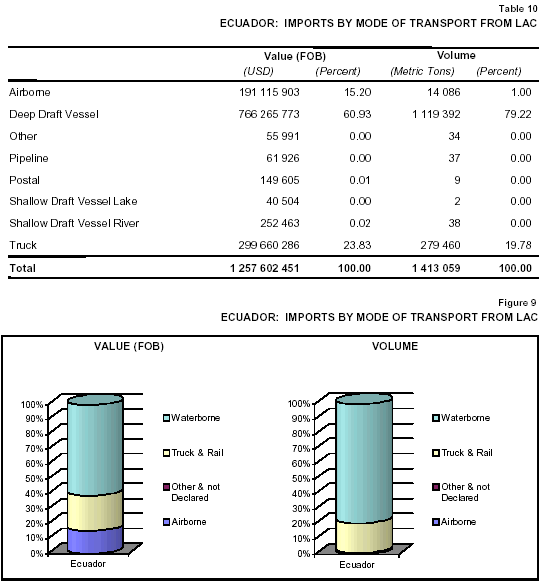 Table 10
ECUADOR: IMPORTS BY MODE OF TRANSPORT FROM LAC
Value (FOB) Volume
(USD) (Percent) (Metric Tons) (Percent)
Airborne 191 115 903 15.20 14 086 1.00
Deep Draft Vessel 766 265 773 60.93 1 119 392 79.22
Other 55 991 0.00 34 0.00
Pipeline 61 926 0.00 37 0.00
Postal 149 605 0.01 9 0.00
Shallow Draft Vessel Lake 40 504 0.00 2 0.00
Shallow Draft Vessel River 252 463 0.02 38 0.00
Truck 299 660 286 23.83 279 460 19.78
Total 1 257 602 451 100.00 1 413 059 100.00
Figure 9
ECUADOR: IMPORTS BY MODE OF TRANSPORT FROM LAC
VALUE (FOB)
100%
90%
80%
70%
60%
50%
40%
30%
20%
10%
0%
Ecuador
Waterborne
Truck & Rail
Other & not
Declared
Airborne
VOLUME
100%
90%
80%
70%
60%
50%
40%
30%
20%
10%
0%
Ecuador
Waterborne
Truck & Rail
Other & not
Declared
Airborne